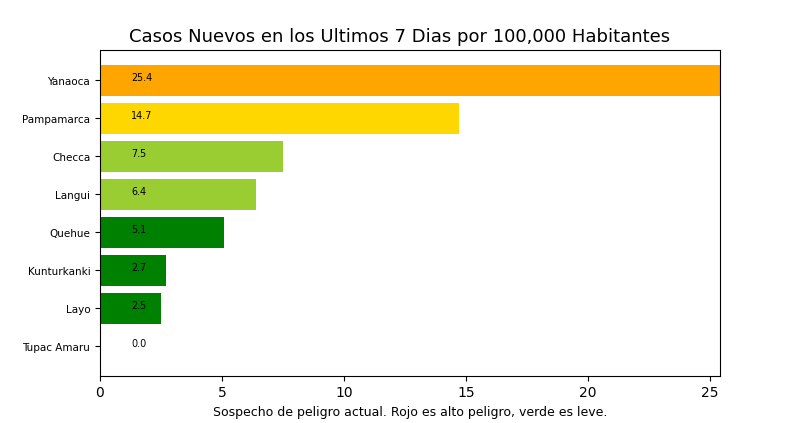 Casos Nuevos en los Ultimos 7 Dias por 100,000 Habitantes
Yanaoca 25.4
Pampamarca 14.7
Checca 7.5
Langui 6.4
Quehue 5.1
Kunturkanki 2.7
Layo 2.5
Tupac Amaru 0.0
0 5 10 15 20 25
Sospecho de peligro actual. Rojo es alto peligro, verde es leve.